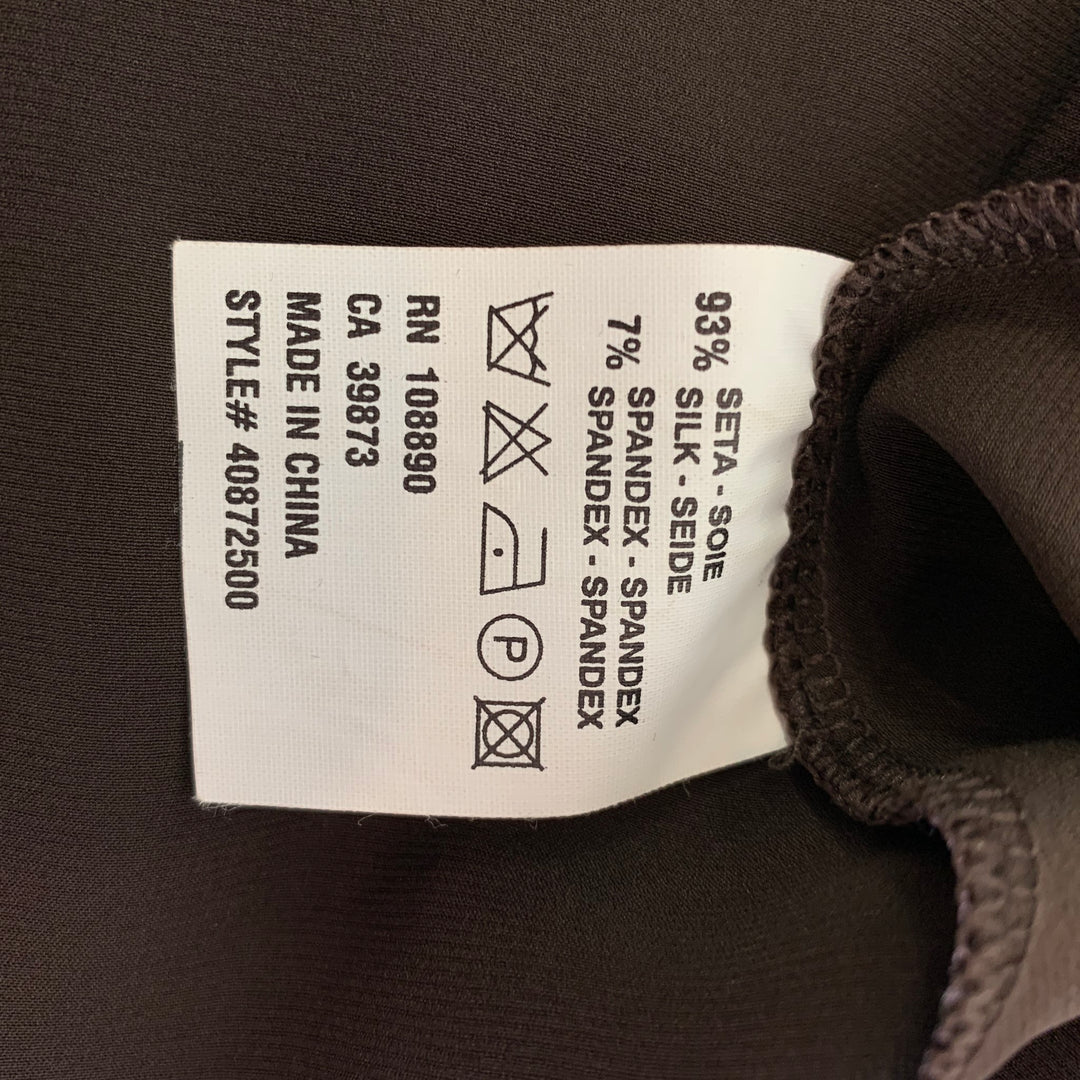 93% SETA - SOIE
SILK - SEIDE
7% SPANDEX - SPANDEX
SPANDEX - SPANDEX
P
RN 108890
CA 39873
MADE IN CHINA
STYLE# 40872500